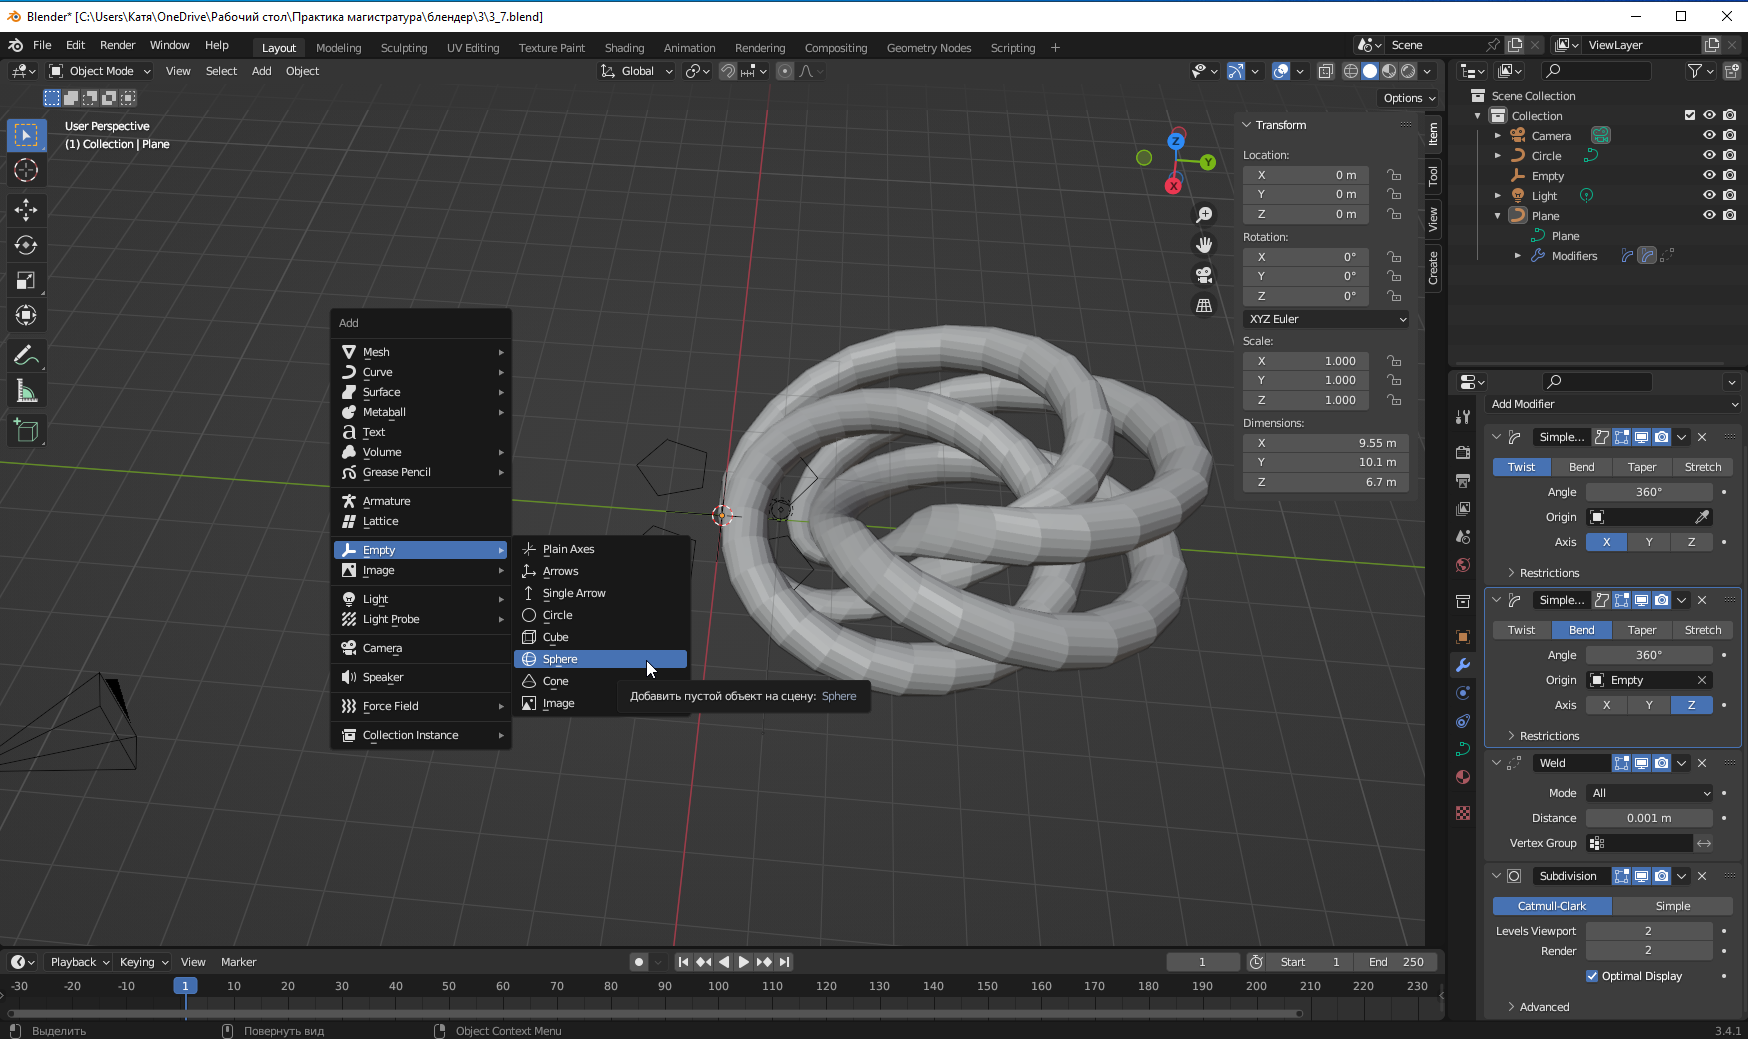 Blender* [C:\Users\Катя\OneDrive\Рабочий стол\Практика магистратура\блендер\3\3_7.blend]
File Edit Render Window Help Layout Modeling Sculpting UV Editing Texture Paint Shading Animation Rendering Compositing Geometry Nodes Scripting + Scene ViewLayer
Object Mode View Select Add Object Global
Options
User Perspective
(1) Collection | Plane
Z
Y
X
Transform
Location:
X 0 m
Y 0 m
Z 0 m
Rotation:
X 0°
Y 0°
Z 0°
XYZ Euler
Scale:
X 1.000
Y 1.000
Z 1.000
Dimensions:
X 9.55 m
Y 10.1 m
Z 6.7 m
Item
Tool
View
Create
Add
Mesh
Curve
Surface
Metaball
Text
Volume
Grease Pencil
Armature
Lattice
Empty
Image
Light
Light Probe
Camera
Speaker
Force Field
Collection Instance
Plain Axes
Arrows
Single Arrow
Circle
Cube
Sphere
Cone
Image
Добавить пустой объект на сцену: Sphere
Scene Collection
Collection
Camera
Circle
Empty
Light
Plane
Plane
Modifiers
Add Modifier
Simple...
Twist Bend Taper Stretch
Angle 360°
Origin
Axis X Y Z
Restrictions
Simple...
Twist Bend Taper Stretch
Angle 360°
Origin Empty
Axis X Y Z
Restrictions
Weld
Mode All
Distance 0.001 m
Vertex Group
Subdivision
Catmull-Clark Simple
Levels Viewport 2
Render 2
Optimal Display
Advanced
Playback Keying View Marker 1 Start 1 End 250
-30 -20 -10 1 10 20 30 40 50 60 70 80 90 100 110 120 130 140 150 160 170 180 190 200 210 220 230
Выделить Повернуть вид Object Context Menu 3.4.1